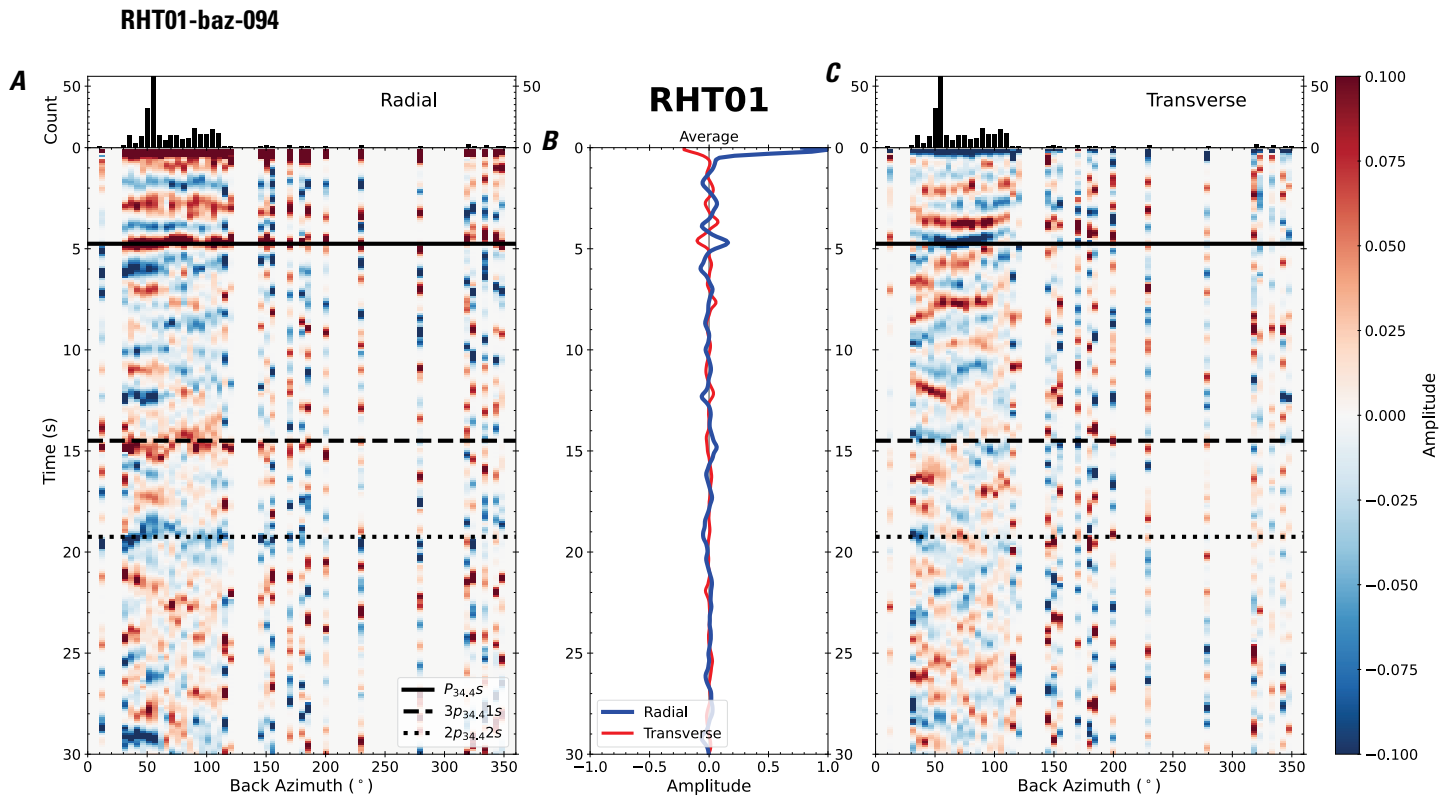 RHT01-baz-094
A
50
0
Count
Radial
50
0
0
5
10
15
20
25
30
Time (s)
P34.4s
3p34.41s
2p34.42s
0 50 100 150 200 250 300 350
Back Azimuth (°)
RHT01
B
Average
0
5
10
15
20
25
30
Radial
Transverse
−1.0 −0.5 0.0 0.5 1.0
Amplitude
C
Transverse
50
0
0
5
10
15
20
25
30
0 50 100 150 200 250 300 350
Back Azimuth (°)
0.100
0.075
0.050
0.025
0.000
−0.025
−0.050
−0.075
−0.100
Amplitude